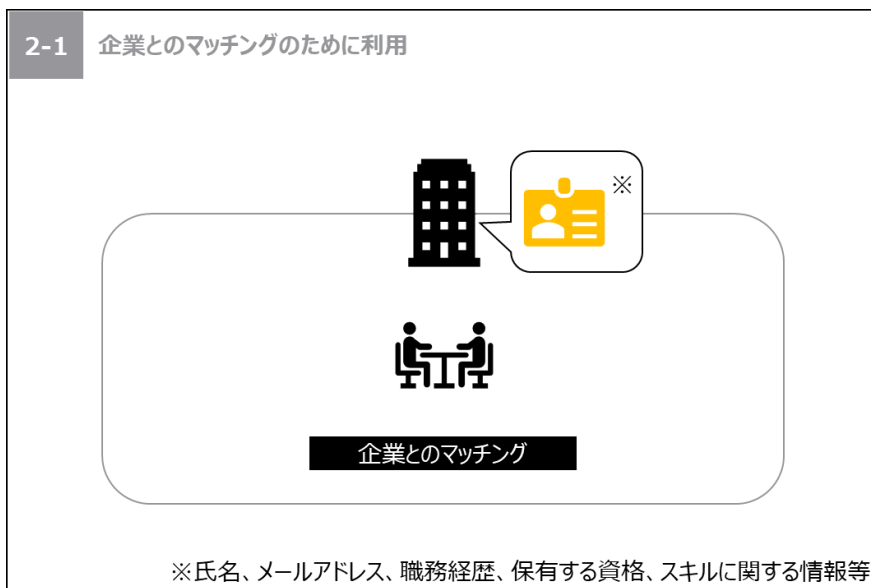 2-1 企業とのマッチングのために利用
※
企業とのマッチング
※氏名、メールアドレス、職務経歴、保有する資格、スキルに関する情報等